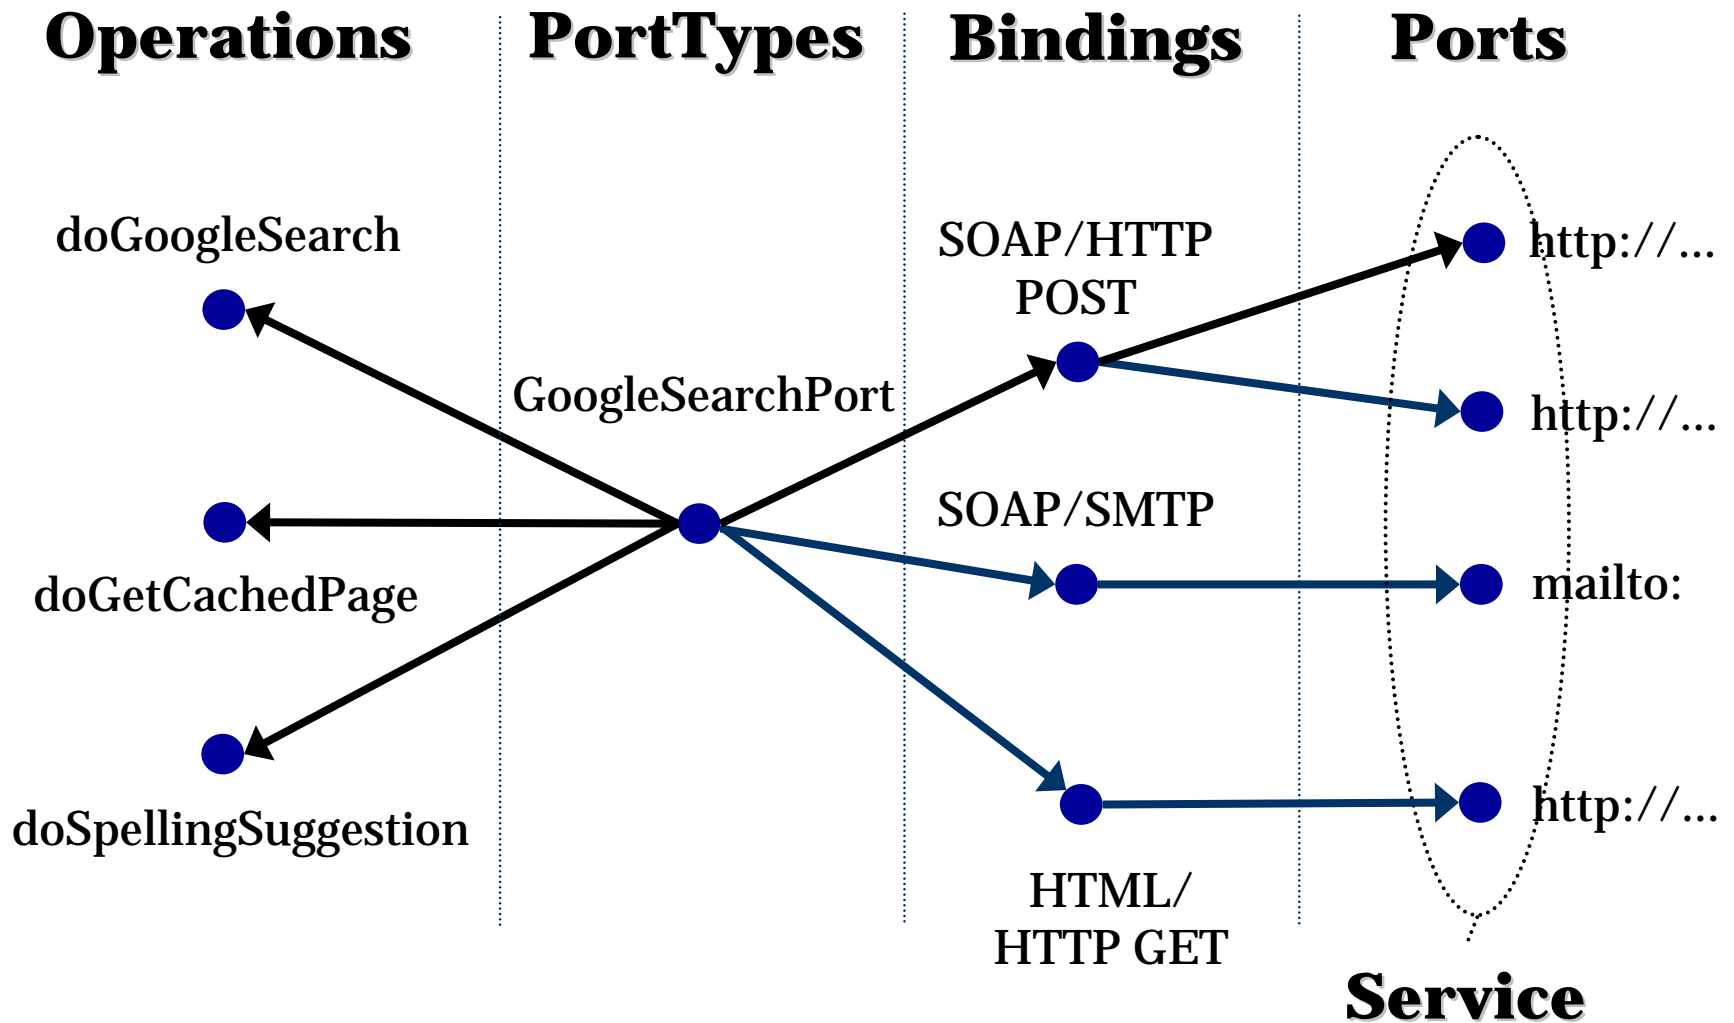 Operations
PortTypes
Bindings
Ports
doGoogleSearch
SOAP/HTTP
POST
http://...
GoogleSearchPort
http://...
SOAP/SMTP
doGetCachedPage
mailto:
doSpellingSuggestion
http://...
HTML/
HTTP GET
Service